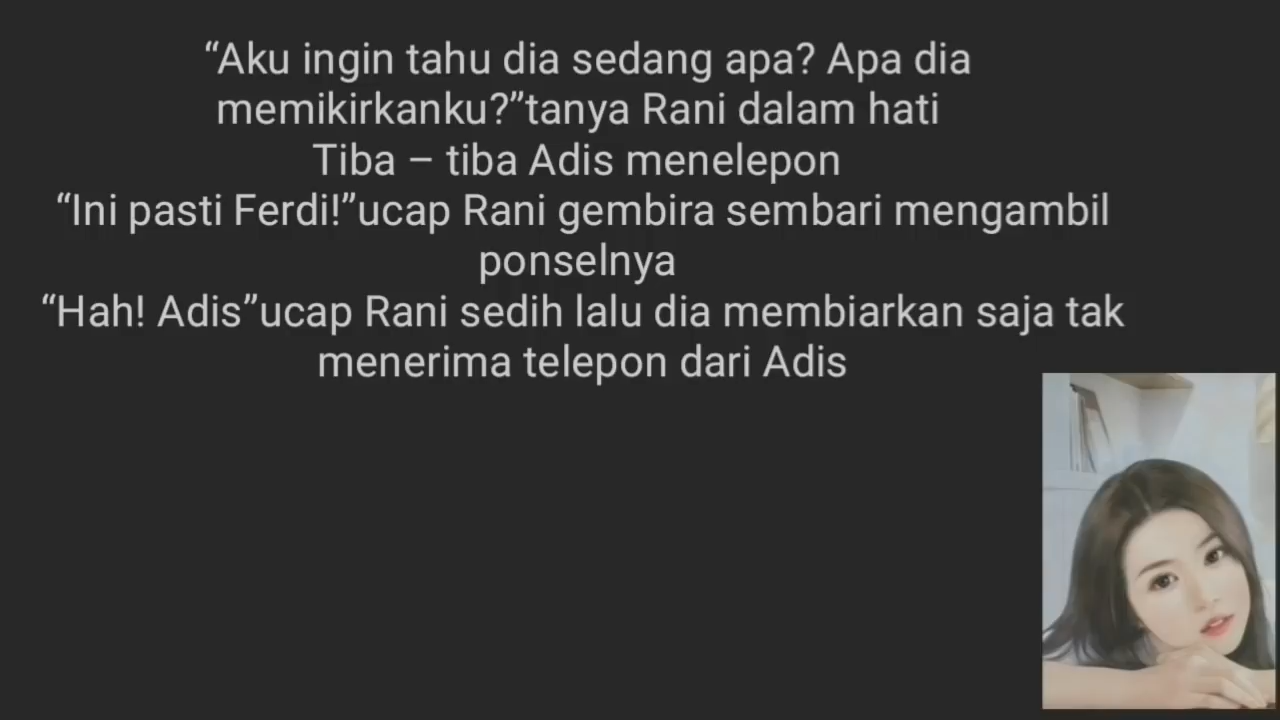 “Aku ingin tahu dia sedang apa? Apa dia
memikirkanku?”tanya Rani dalam hati
Tiba – tiba Adis menelepon
“Ini pasti Ferdi!”ucap Rani gembira sembari mengambil
ponselnya
“Hah! Adis”ucap Rani sedih lalu dia membiarkan saja tak
menerima telepon dari Adis